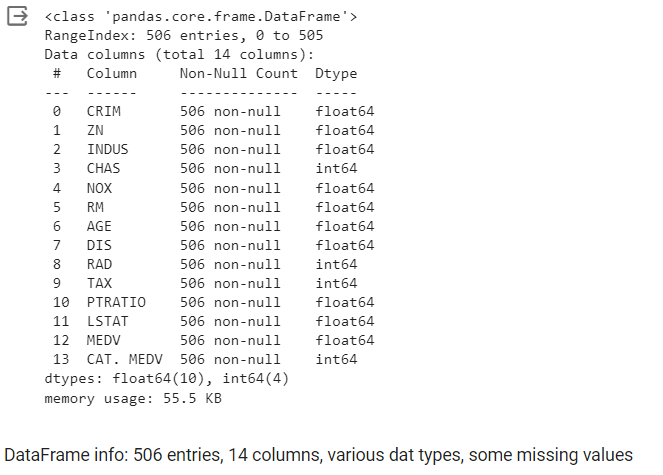 <class 'pandas.core.frame.DataFrame'>
RangeIndex: 506 entries, 0 to 505
Data columns (total 14 columns):
 #   Column     Non-Null Count  Dtype
---  ------     --------------  -----
 0   CRIM       506 non-null    float64
 1   ZN         506 non-null    float64
 2   INDUS      506 non-null    float64
 3   CHAS       506 non-null    int64
 4   NOX        506 non-null    float64
 5   RM         506 non-null    float64
 6   AGE        506 non-null    float64
 7   DIS        506 non-null    float64
 8   RAD        506 non-null    int64
 9   TAX        506 non-null    int64
 10  PTRATIO    506 non-null    float64
 11  LSTAT      506 non-null    float64
 12  MEDV       506 non-null    float64
 13  CAT. MEDV  506 non-null    int64
dtypes: float64(10), int64(4)
memory usage: 55.5 KB
DataFrame info: 506 entries, 14 columns, various dat types, some missing values